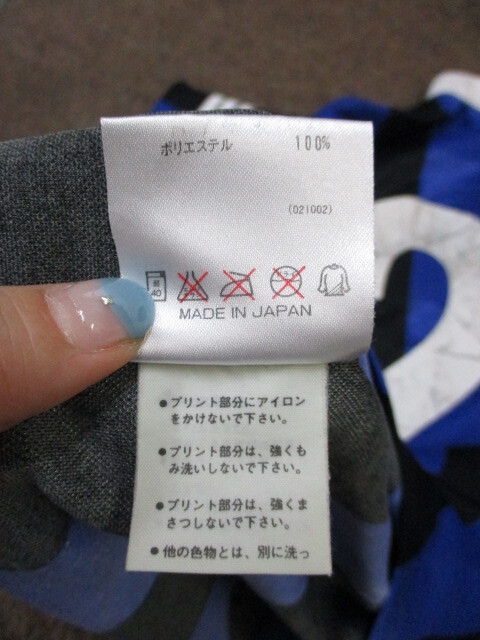 ポリエステル 100%
(021002)
40
MADE IN JAPAN
●プリント部分にアイロン
をかけないで下さい。
●プリント部分は、強くも
み洗いしないで下さい。
●プリント部分は、強くま
さつしないで下さい。
●他の色物とは、別に洗っ